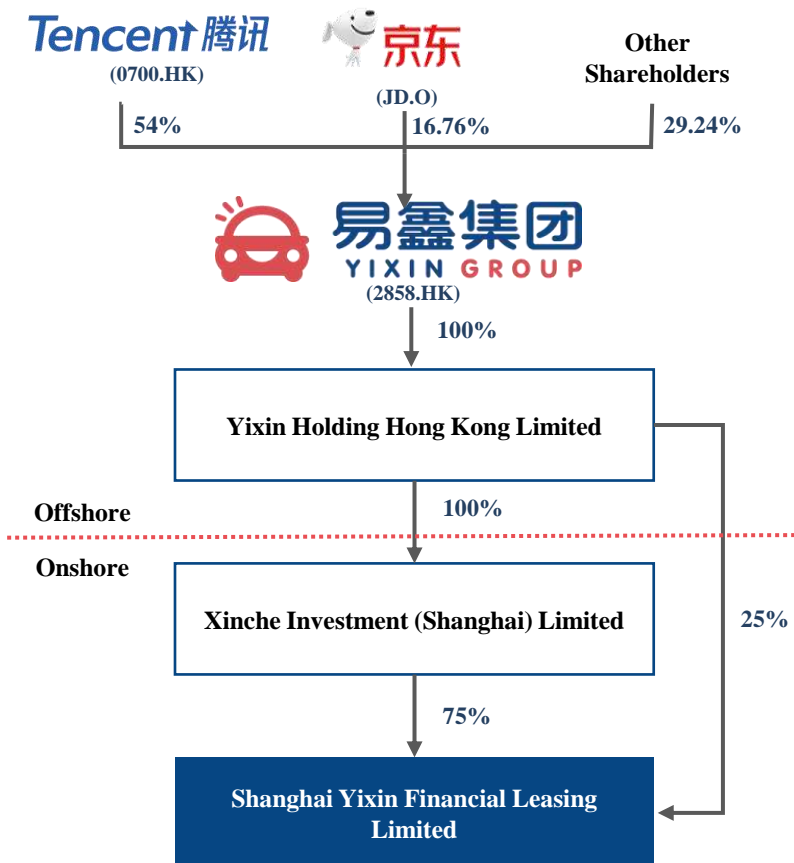 Tencent 腾讯
(0700.HK)
京东
(JD.O)
Other
Shareholders
54%
16.76%
29.24%
易鑫集团
YIXIN GROUP
(2858.HK)
100%
Yixin Holding Hong Kong Limited
Offshore
100%
Onshore
Xinche Investment (Shanghai) Limited
25%
75%
Shanghai Yixin Financial Leasing
Limited